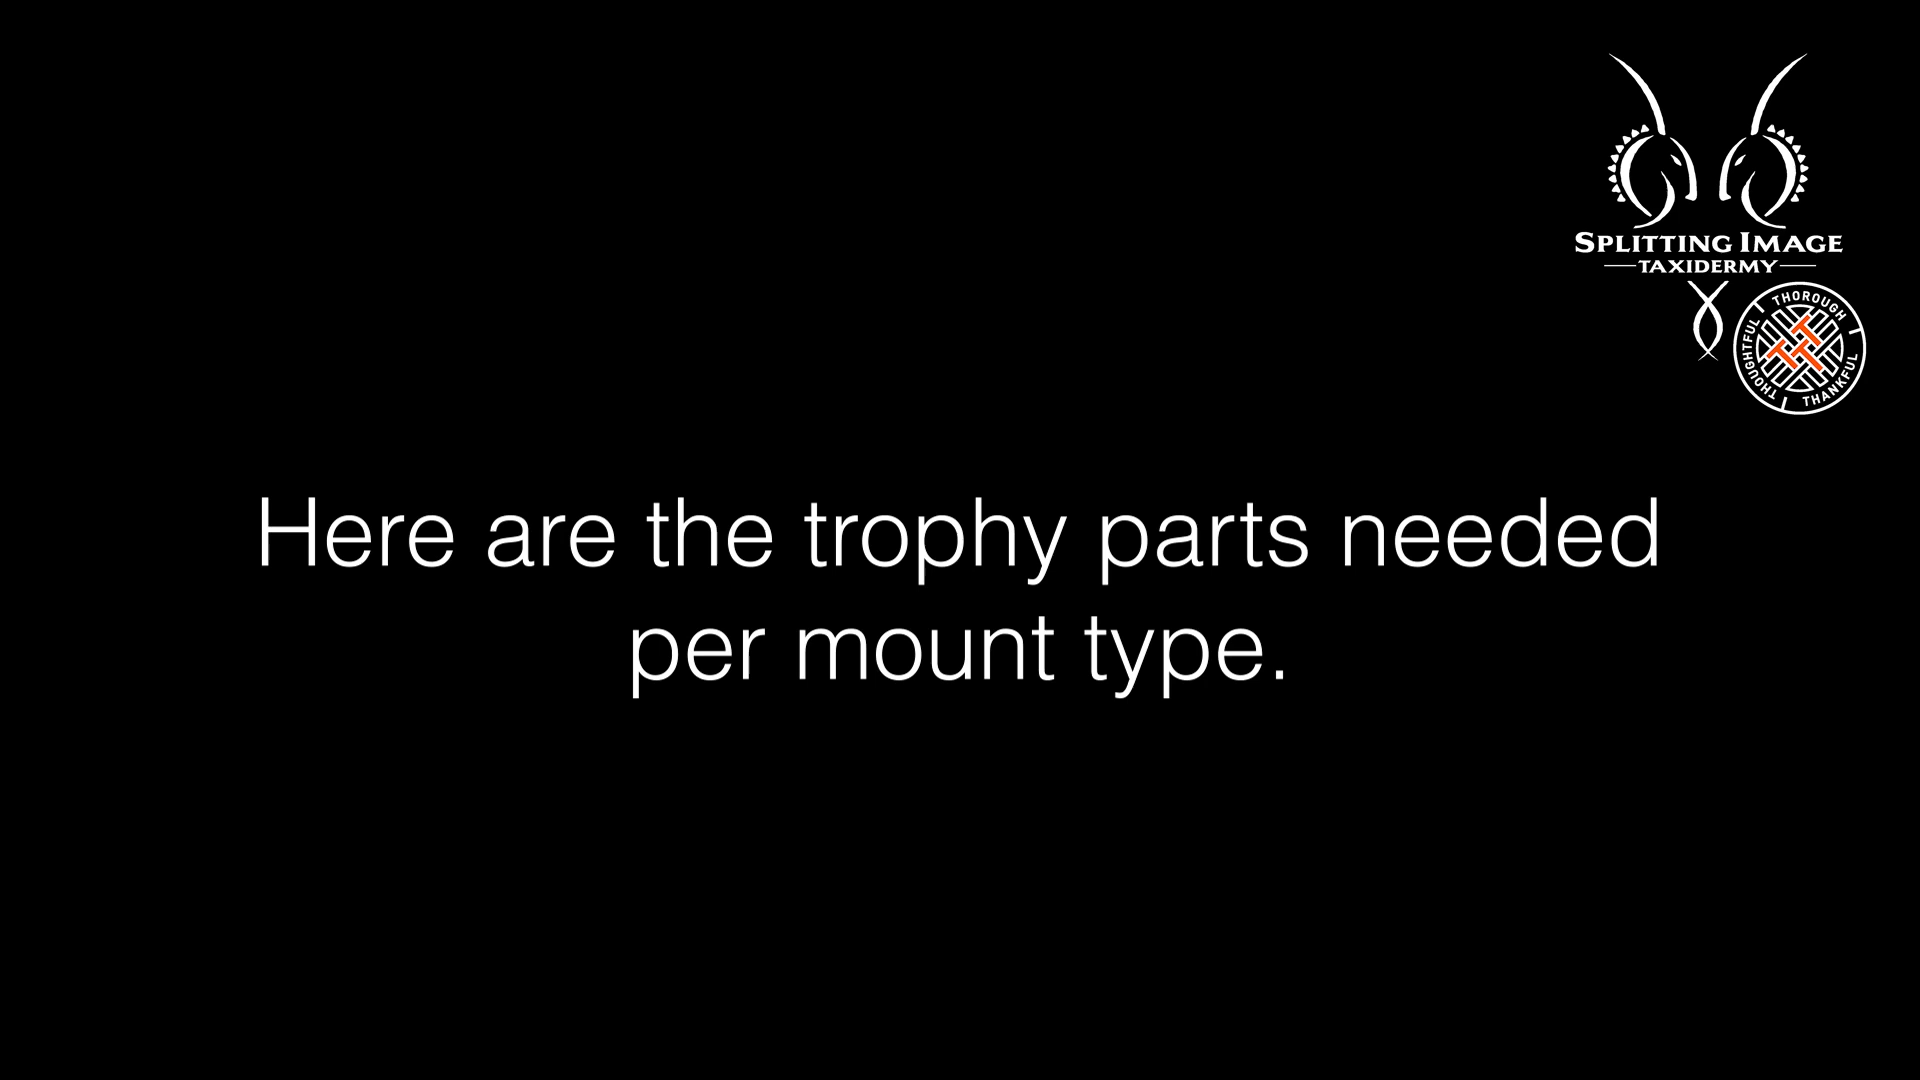 SPLITTING IMAGE
TAXIDERMY
THOROUGH
THANKFUL
THOUGHTFUL
Here are the trophy parts needed
per mount type.